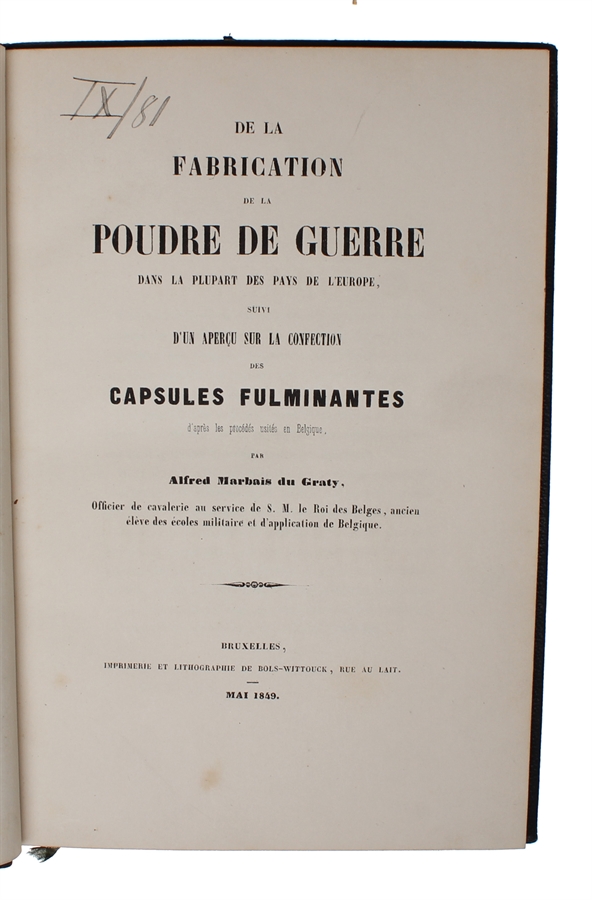 IX/81
DE LA
FABRICATION
DE LA
POUDRE DE GUERRE
DANS LA PLUPART DES PAYS DE L'EUROPE,
SUIVI
D'UN APERÇU SUR LA CONFECTION
DES
CAPSULES FULMINANTES
d'après les procédés usités en Belgique,
PAR
Alfred Marbais du Graty,
Officier de cavalerie au service de S. M. le Roi des Belges, ancien
élève des écoles militaire et d'application de Belgique.
BRUXELLES,
IMPRIMERIE ET LITHOGRAPHIE DE BOLS-WITTOUCK, RUE AU LAIT.
MAI 1849.